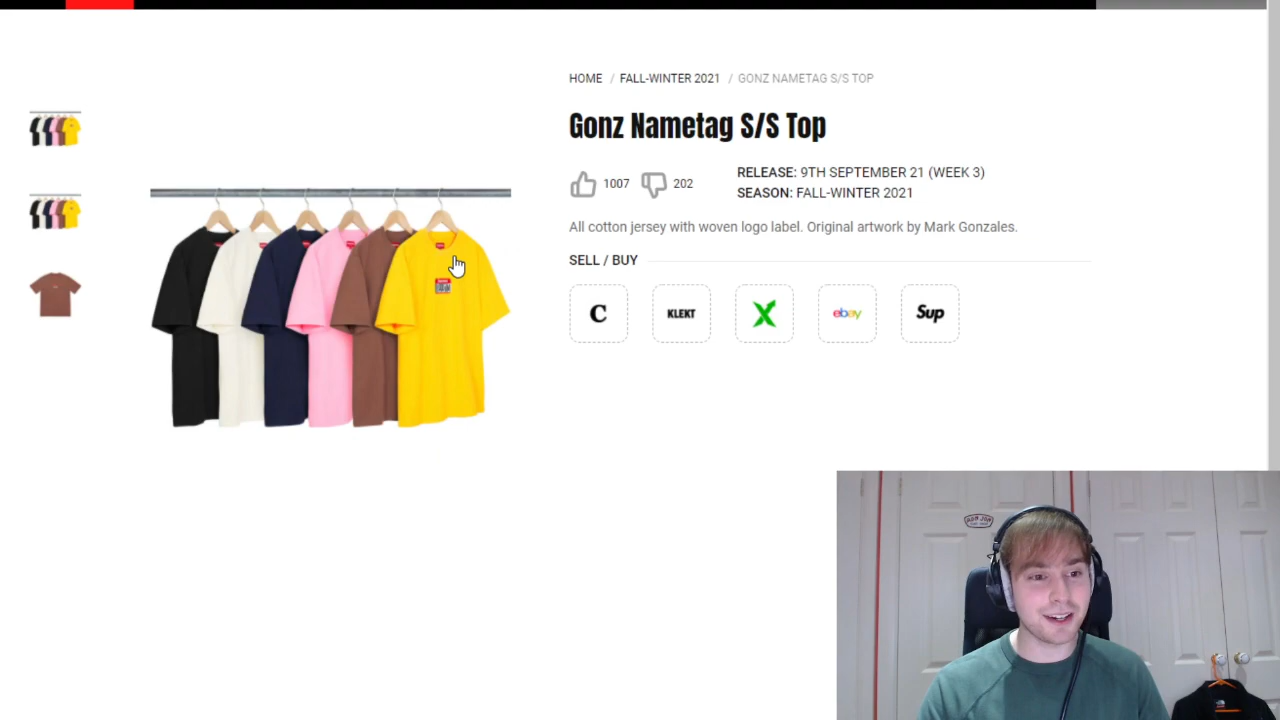 HOME / FALL-WINTER 2021 / GONZ NAMETAG S/S TOP
Gonz Nametag S/S Top
1007 202
RELEASE: 9TH SEPTEMBER 21 (WEEK 3)
SEASON: FALL-WINTER 2021
All cotton jersey with woven logo label. Original artwork by Mark Gonzales.
SELL / BUY
C KLEKT X ebay Sup
RON JON